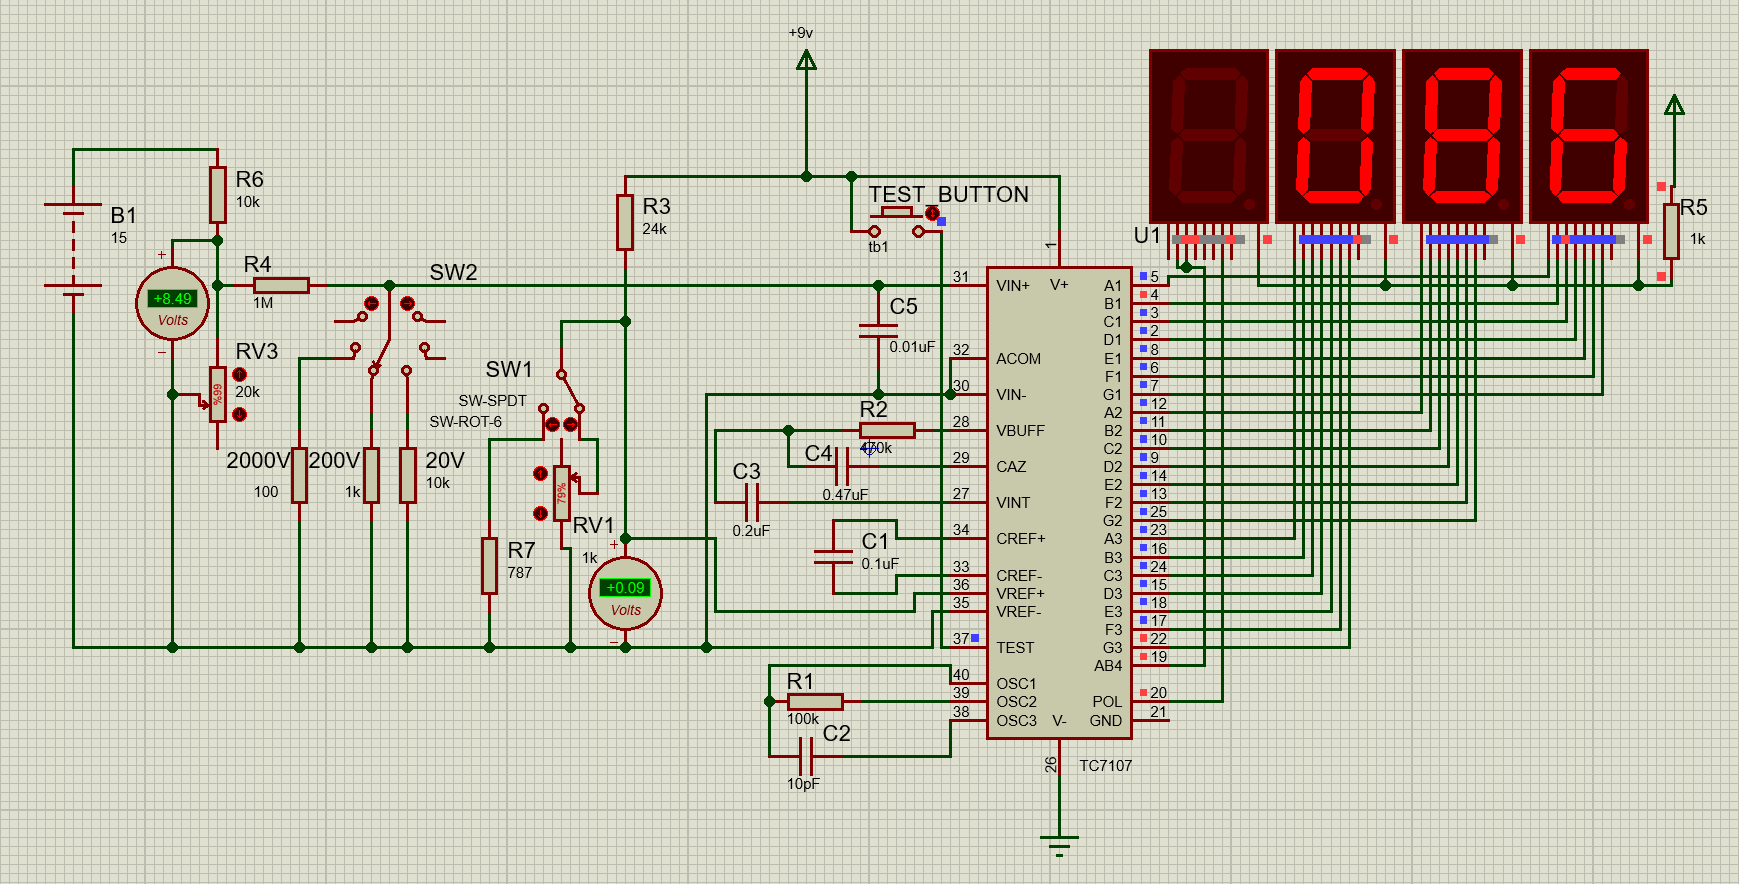 +9v
R6
10k
B1
15
+
+8.49
Volts
R4
1M
SW2
RV3
20k
%99
2000V
100
200V
1k
20V
10k
R3
24k
SW1
SW-SPDT
SW-ROT-6
79%
RV1
1k
R7
787
+
+0.09
Volts
TEST_BUTTON
tb1
C5
0.01uF
R2
470k
C4
0.47uF
C3
0.2uF
C1
0.1uF
R1
100k
C2
10pF
U1
TC7107
1
V+
31 VIN+
32 ACOM
30 VIN-
28 VBUFF
29 CAZ
27 VINT
34 CREF+
33 CREF-
36 VREF+
35 VREF-
37 TEST
40 OSC1
39 OSC2
38 OSC3
V-
26
A1 5
B1 4
C1 3
D1 2
E1 8
F1 6
G1 7
A2 12
B2 11
C2 10
D2 9
E2 14
F2 13
G2 25
A3 23
B3 16
C3 24
D3 15
E3 18
F3 17
G3 22
AB4 19
POL 20
GND 21
086
R5
1k